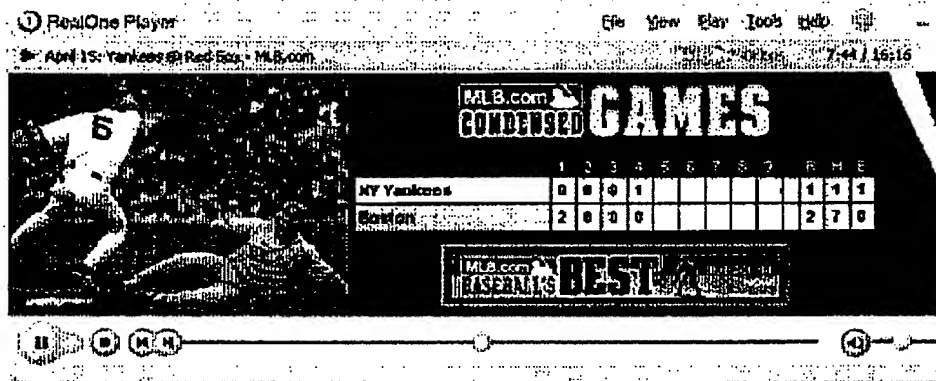 RealOne Player File View Play Tools Help
April 15: Yankees @ Red Sox - MLB.com 7:44 / 16:16
6
MLB.com
CONDENSED GAMES
1 2 3 4 5 6 7 8 9 R H E
NY Yankees 0 0 0 1 1 1 1
Boston 2 0 0 0 2 7 0
MLB.com
BASEBALL'S BEST